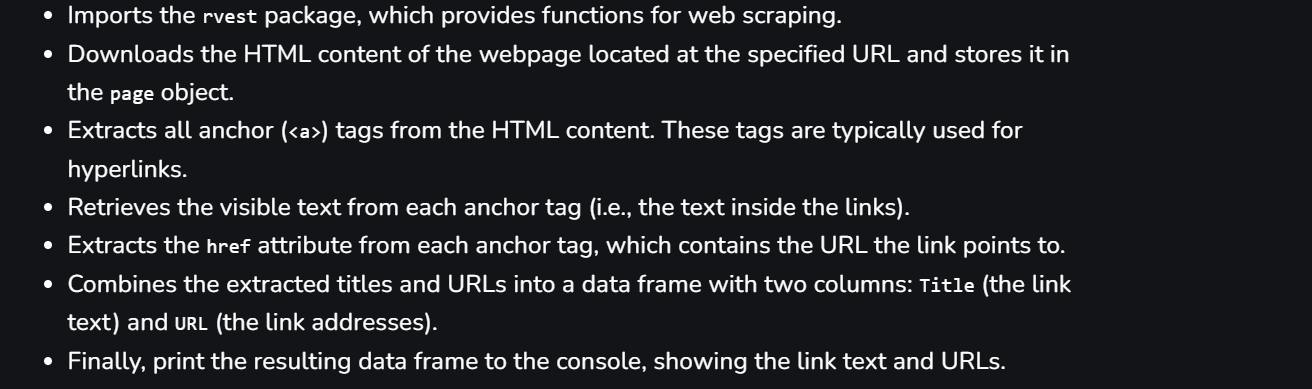 • Imports the rvest package, which provides functions for web scraping.
• Downloads the HTML content of the webpage located at the specified URL and stores it in
the page object.
• Extracts all anchor (<a>) tags from the HTML content. These tags are typically used for
hyperlinks.
• Retrieves the visible text from each anchor tag (i.e., the text inside the links).
• Extracts the href attribute from each anchor tag, which contains the URL the link points to.
• Combines the extracted titles and URLs into a data frame with two columns: Title (the link
text) and URL (the link addresses).
• Finally, print the resulting data frame to the console, showing the link text and URLs.